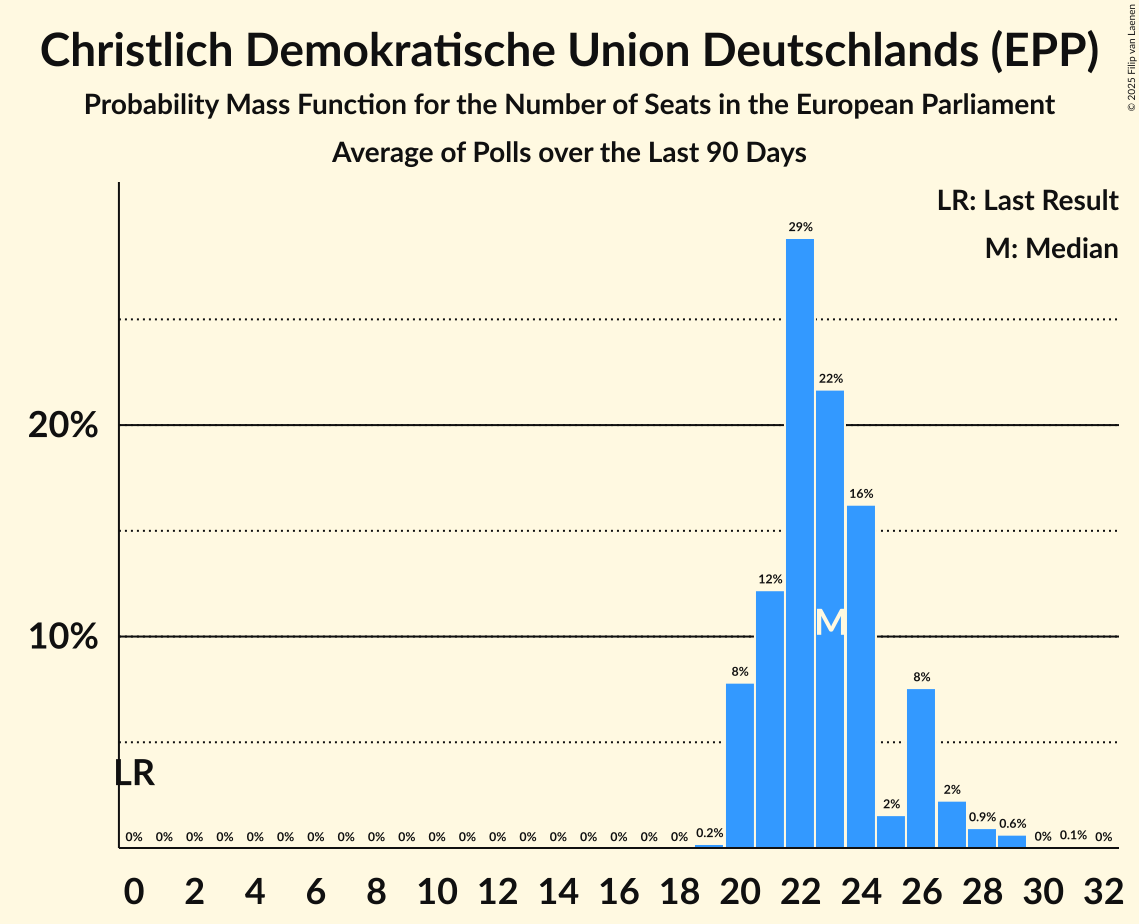 Christlich Demokratische Union Deutschlands (EPP)
Probability Mass Function for the Number of Seats in the European Parliament
Average of Polls over the Last 90 Days
© 2025 Filip van Laenen
LR: Last Result
M: Median
29%
22%
20%
16%
12%
M
10%
8% 8%
LR
2% 2%
0% 0% 0% 0% 0% 0% 0% 0% 0% 0% 0% 0% 0% 0% 0% 0% 0% 0% 0% 0.2% 0.9% 0.6% 0% 0.1% 0%
0 2 4 6 8 10 12 14 16 18 20 22 24 26 28 30 32